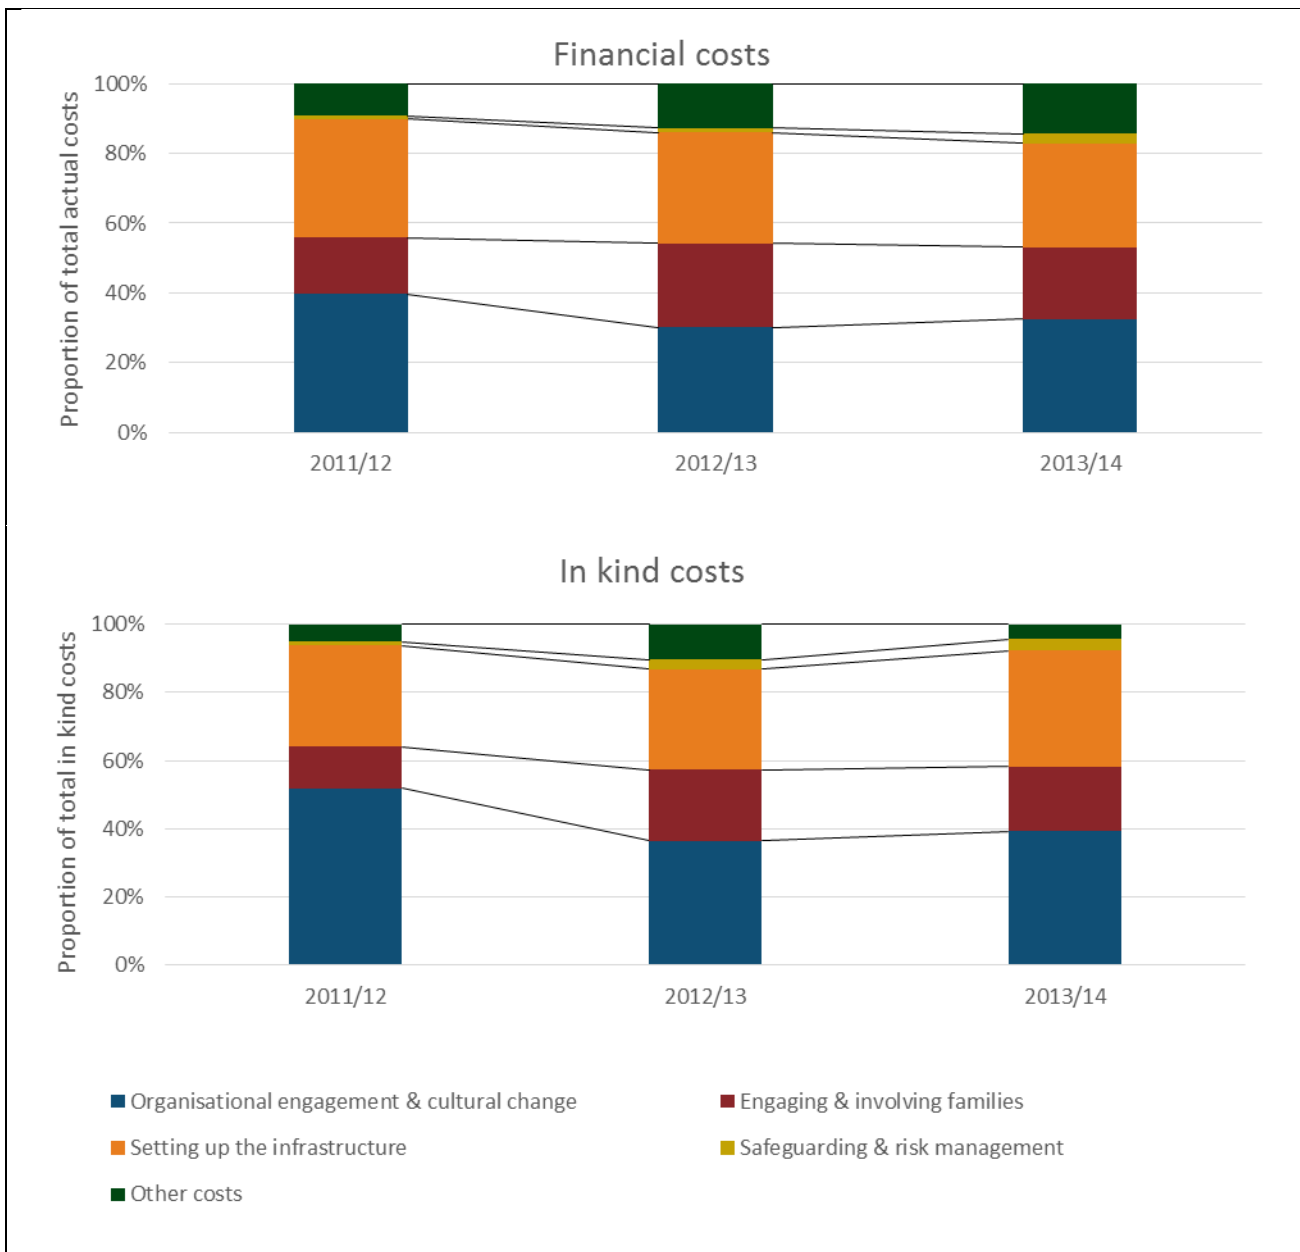 Financial costs
Proportion of total actual costs
100%
80%
60%
40%
20%
0%
2011/12
2012/13
2013/14
In kind costs
Proportion of total in kind costs
100%
80%
60%
40%
20%
0%
2011/12
2012/13
2013/14
Organisational engagement & cultural change
Engaging & involving families
Setting up the infrastructure
Safeguarding & risk management
Other costs